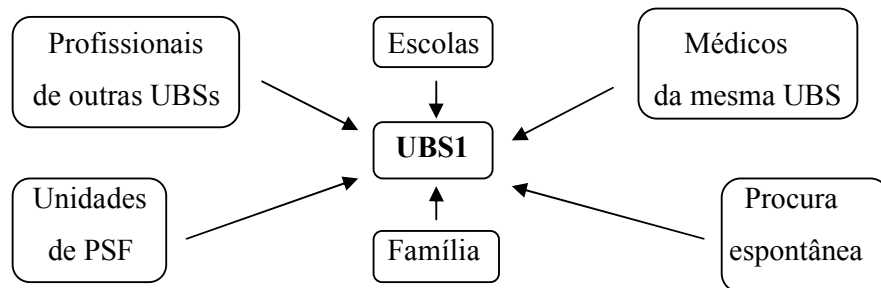 Profissionais
de outras UBSs
Escolas
Médicos
da mesma UBS
UBS1
Unidades
de PSF
Família
Procura
espontânea